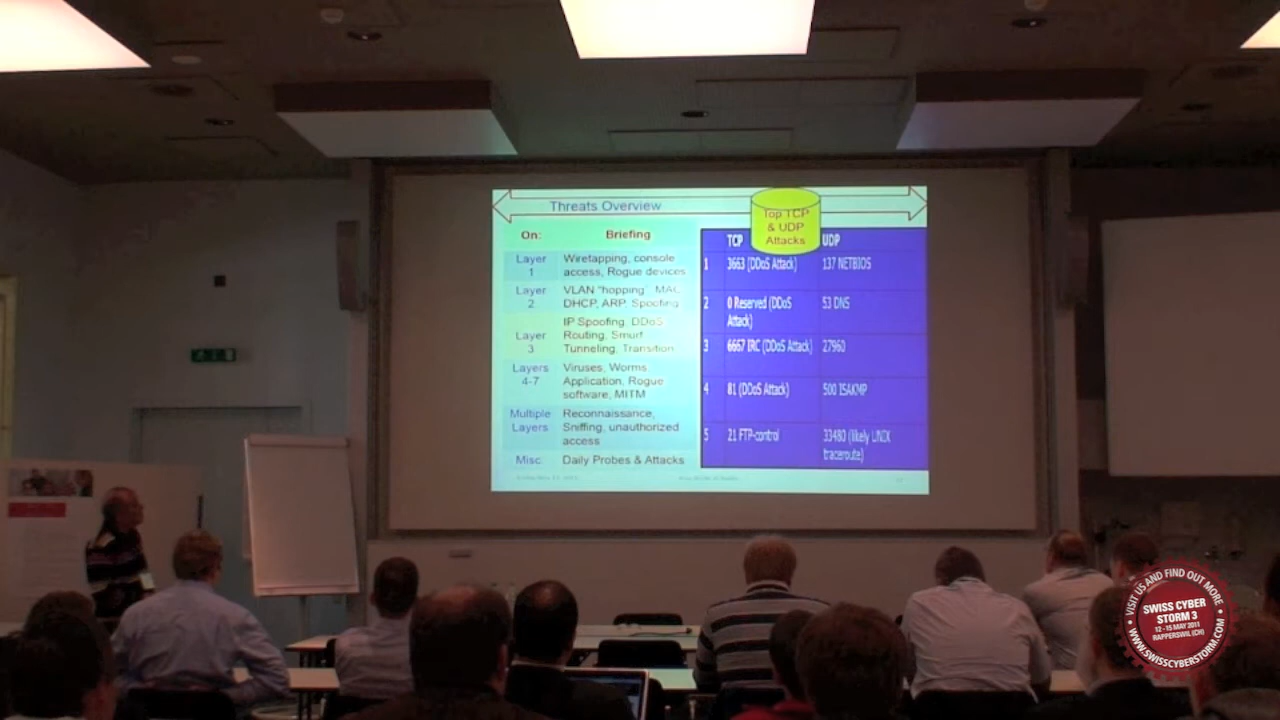 Threats Overview
Top TCP
& UDP
Attacks
On: Briefing
Layer 1 Wiretapping, console
access, Rogue devices
Layer 2 VLAN "hopping", MAC,
DHCP, ARP, Spoofing
Layer 3 IP Spoofing, DDoS
Routing, Smurf
Tunneling, Transition
Layers 4-7 Viruses, Worms,
Application, Rogue
software, MITM
Multiple Layers Reconnaissance,
Sniffing, unauthorized
access
Misc. Daily Probes & Attacks
TCP UDP
1 3663 (DDoS Attack) 137 NETBIOS
2 0 Reserved (DDoS
Attack) 53 DNS
3 6667 IRC (DDoS Attack) 27960
4 81 (DDoS Attack) 500 ISAKMP
5 21 FTP-control 33480 (likely UNIX
traceroute)
VISIT US AND FIND OUT MORE
SWISS CYBER
STORM 3
12 - 15 MAY 2011
RAPPERSWIL (CH)
WWW.SWISSCYBERSTORM.COM